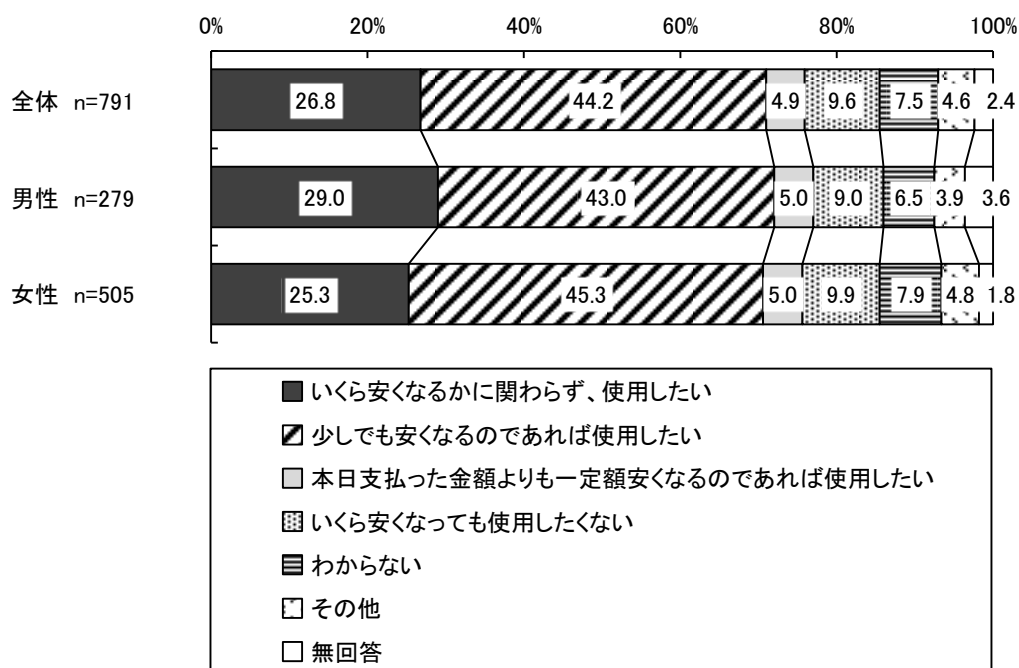 0% 20% 40% 60% 80% 100%
全体 n=791 26.8 44.2 4.9 9.6 7.5 4.6 2.4
男性 n=279 29.0 43.0 5.0 9.0 6.5 3.9 3.6
女性 n=505 25.3 45.3 5.0 9.9 7.9 4.8 1.8
いくら安くなるかに関わらず、使用したい
少しでも安くなるのであれば使用したい
本日支払った金額よりも一定額安くなるのであれば使用したい
いくら安くなっても使用したくない
わからない
その他
無回答